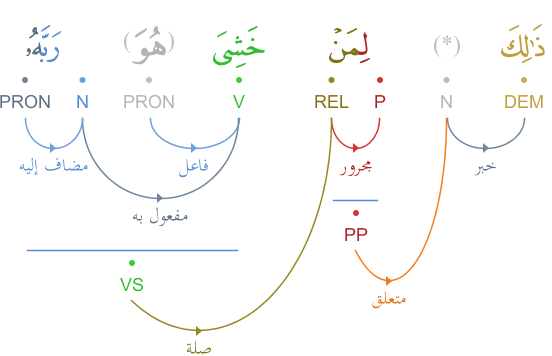 ذَٰلِكَ (*) لِمَنْ خَشِىَ (هُوَ) رَبَّهُۥ
DEM N P REL V PRON N PRON
خبر مجرور فاعل مضاف إليه
مفعول به
PP
VS
متعلق
صلة